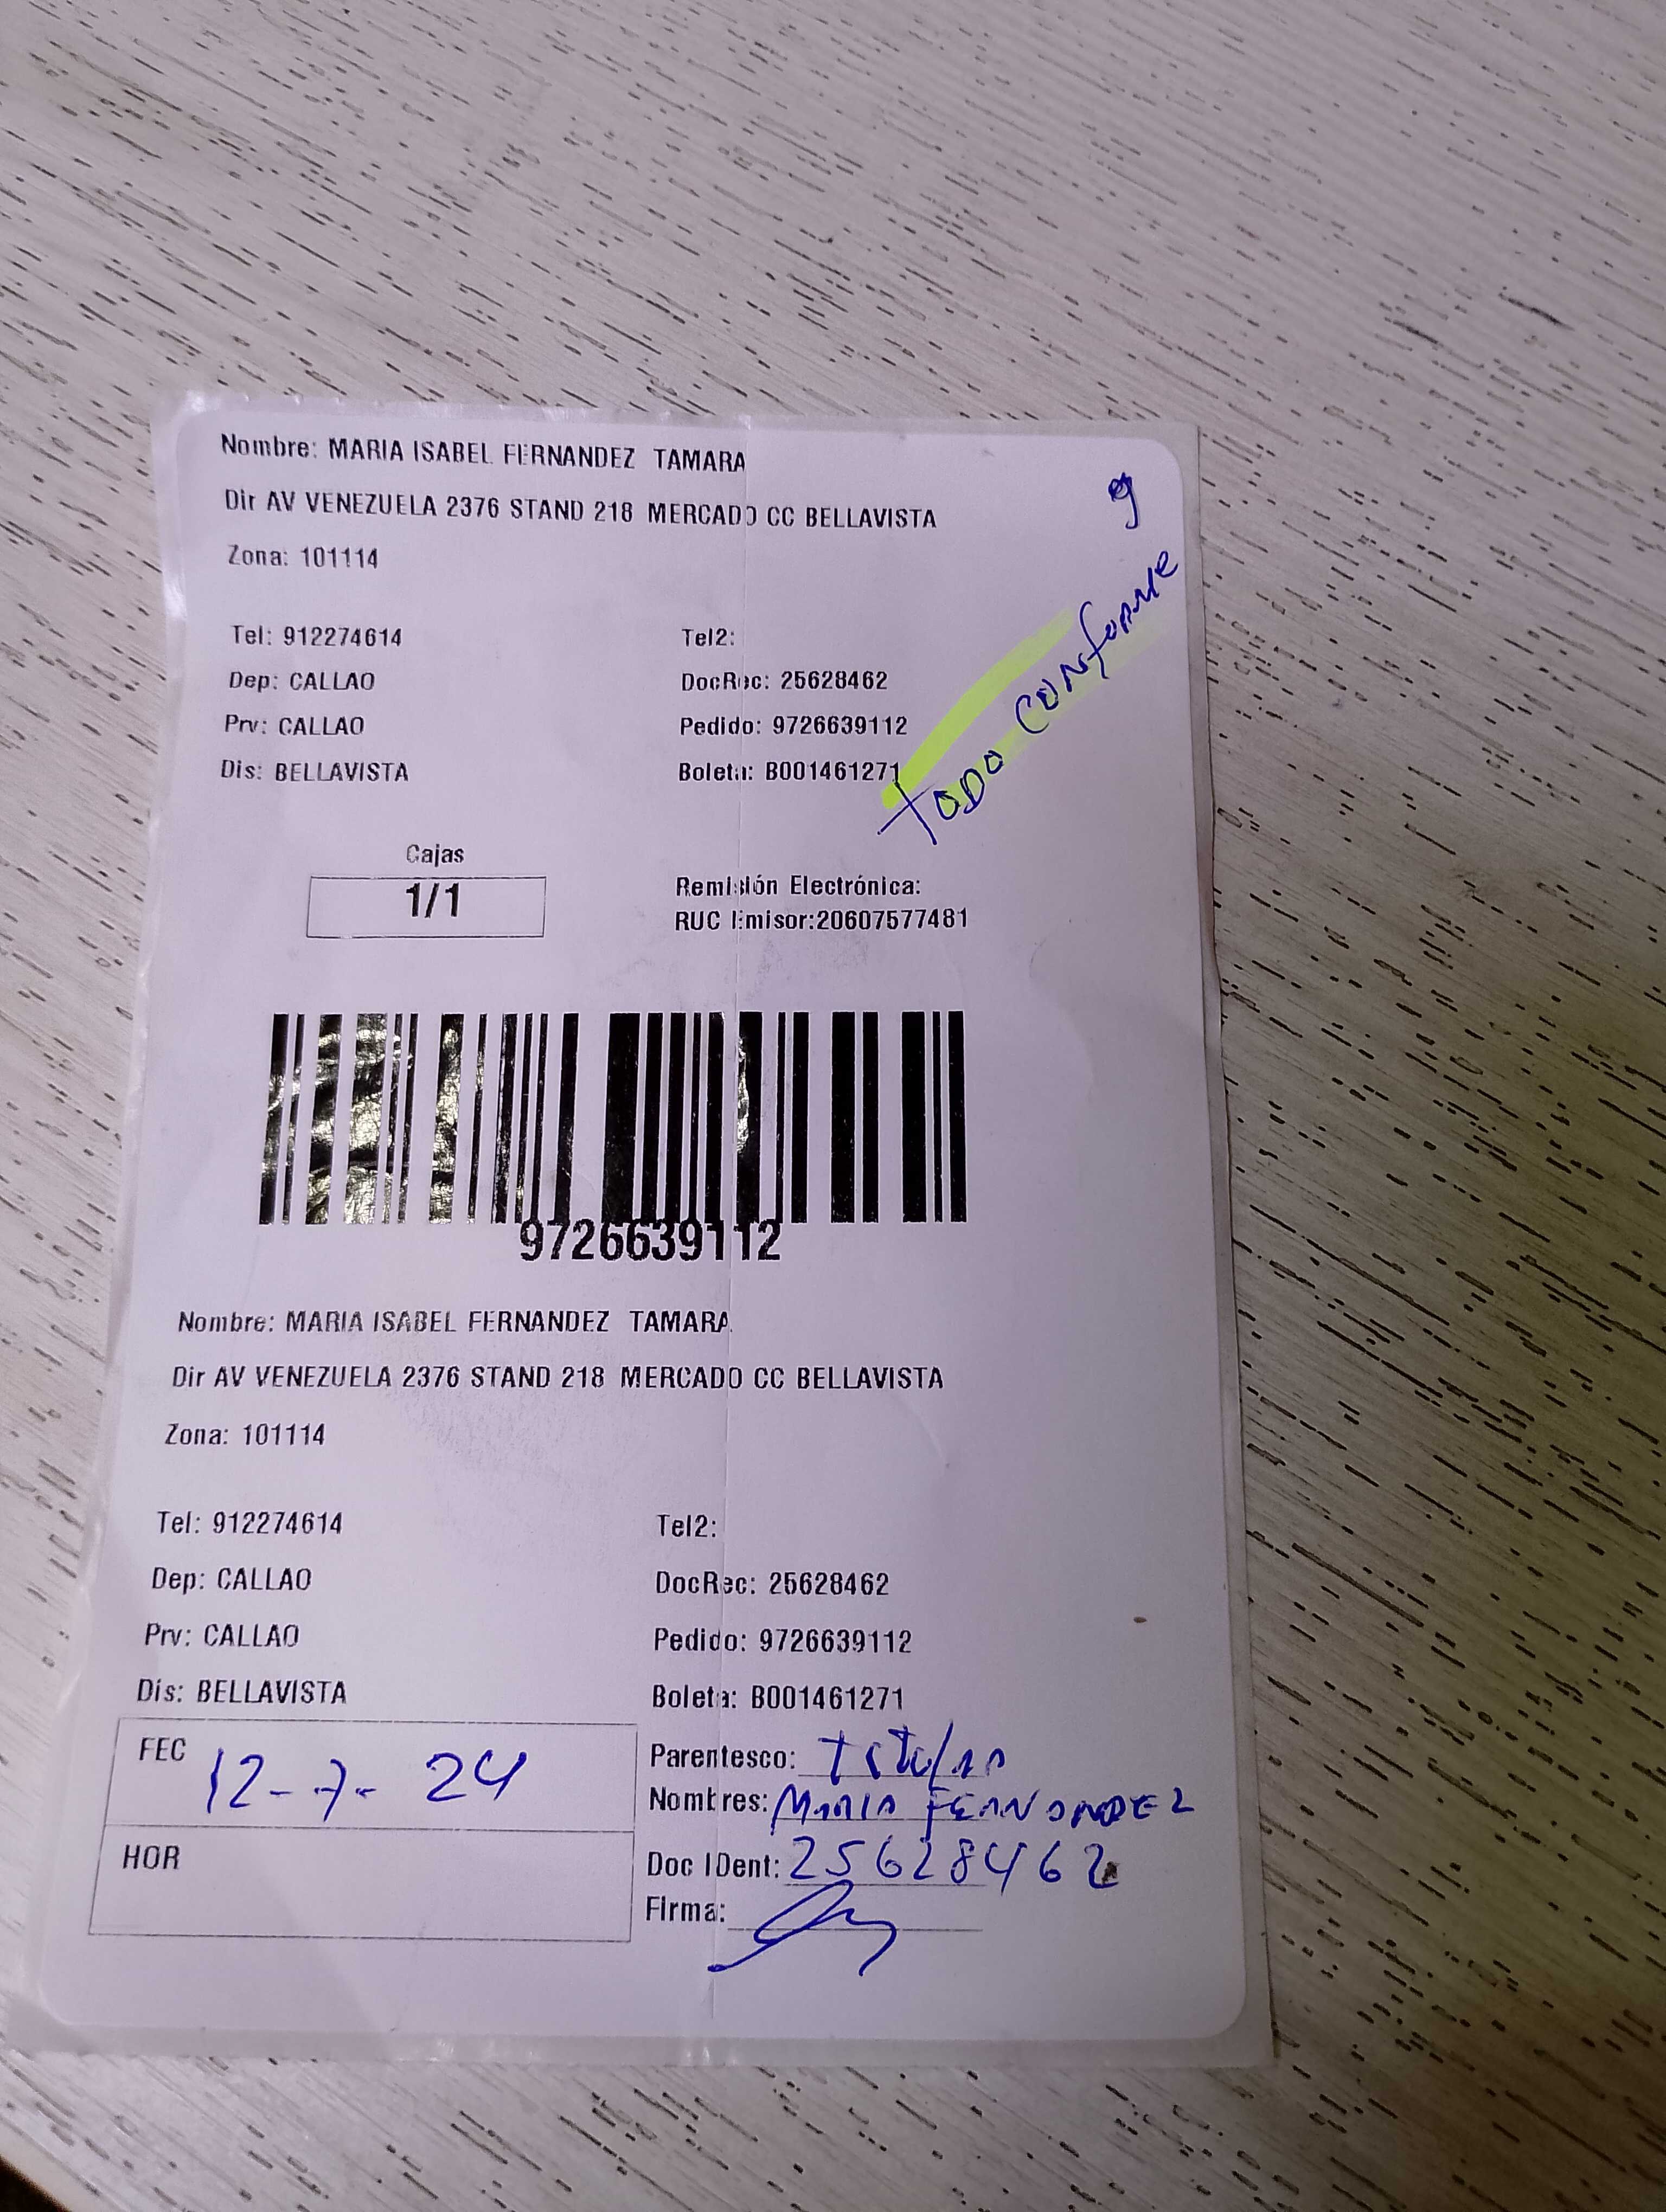 Nombre: MARIA ISABEL FERNANDEZ TAMARA
Dir AV VENEZUELA 2376 STAND 218 MERCADO CC BELLAVISTA
Zona: 101114
9
TODO CONFORME
Tel: 912274614 Tel2:
Dep: CALLAO DocRec: 25628462
Prv: CALLAO Pedido: 9726639112
Dis: BELLAVISTA Boleta: B001461271
Cajas
1/1
Remisión Electrónica:
RUC Emisor:20607577481
9726639112
Nombre: MARIA ISABEL FERNANDEZ TAMARA
Dir AV VENEZUELA 2376 STAND 218 MERCADO CC BELLAVISTA
Zona: 101114
Tel: 912274614 Tel2:
Dep: CALLAO DocRec: 25628462
Prv: CALLAO Pedido: 9726639112
Dis: BELLAVISTA Boleta: B001461271
FEC 12-7-24
HOR
Parentesco: titular
Nombres: MARIA FERNANDEZ
Doc IDent: 25628462
Firma: